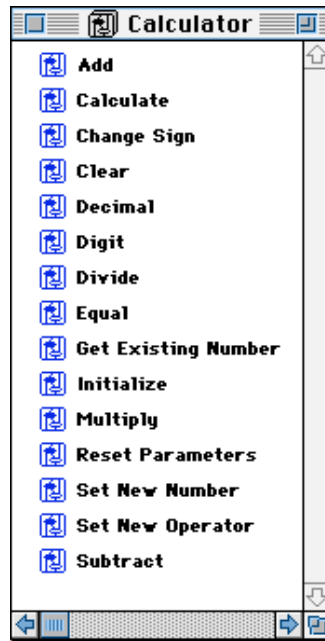 Calculator
Add
Calculate
Change Sign
Clear
Decimal
Digit
Divide
Equal
Get Existing Number
Initialize
Multiply
Reset Parameters
Set New Number
Set New Operator
Subtract